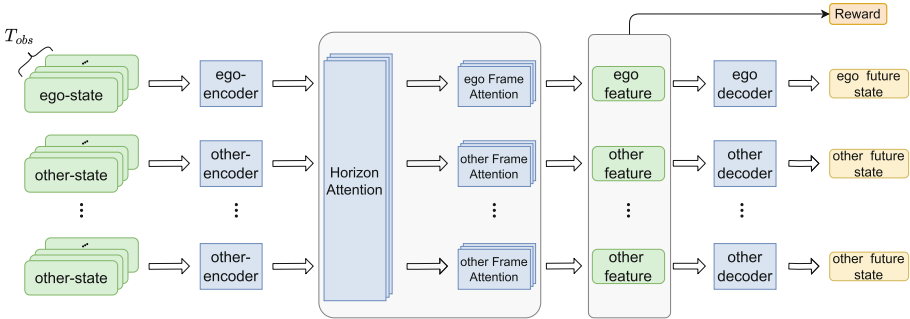 Reward
T_obs
ego-state
ego-
encoder
ego Frame
Attention
ego
feature
ego
decoder
ego future
state
other-state
other-
encoder
Horizon
Attention
other Frame
Attention
other
feature
other
decoder
other future
state
other-state
other-
encoder
other Frame
Attention
other
feature
other
decoder
other future
state